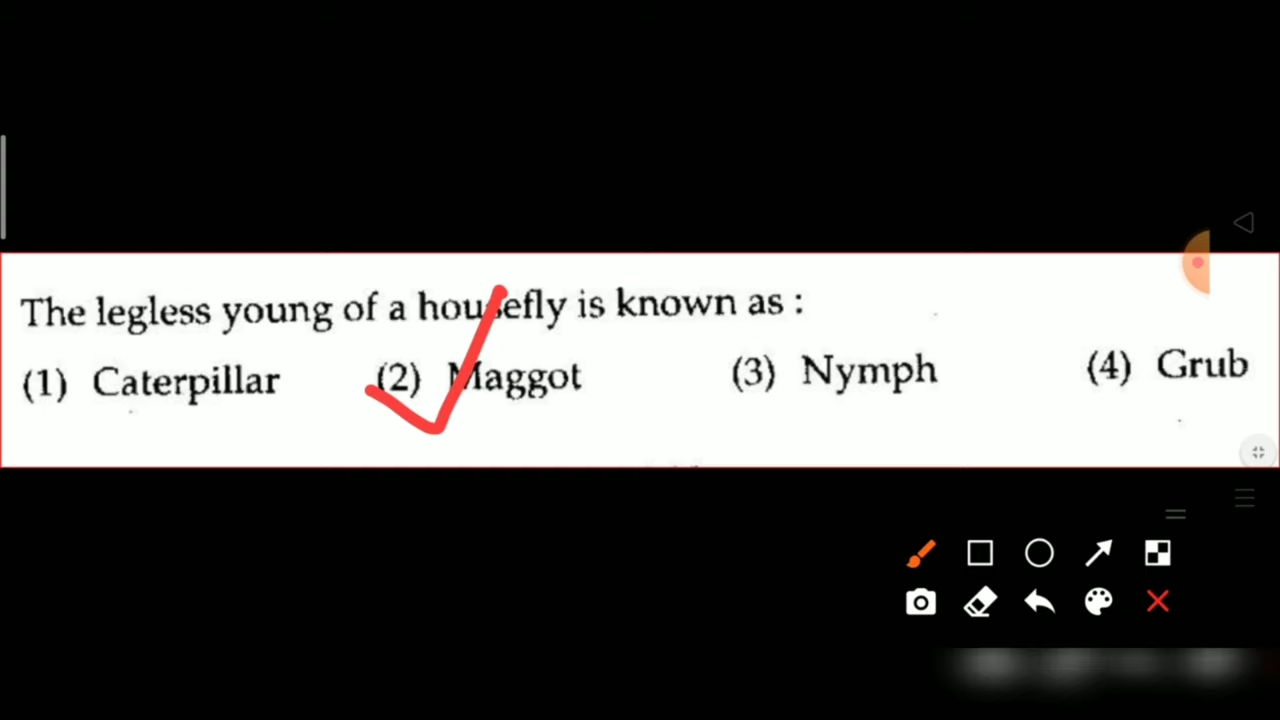 The legless young of a housefly is known as :
(1) Caterpillar (2) Maggot (3) Nymph (4) Grub